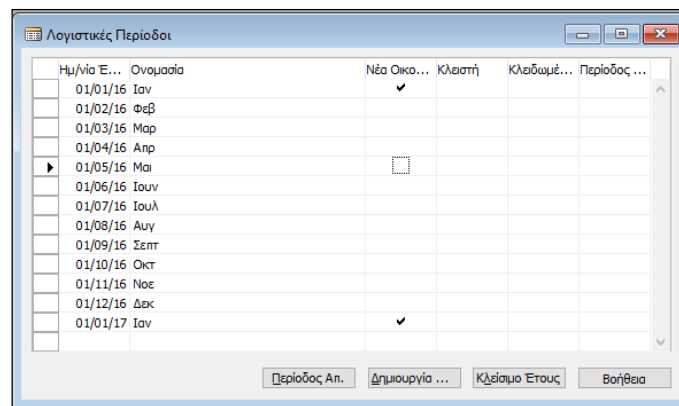 Λογιστικές Περίοδοι
Ημ/νία Έ... Ονομασία Νέα Οικο... Κλειστή Κλειδωμέ... Περίοδος ...
01/01/16 Ιαν
01/02/16 Φεβ
01/03/16 Μαρ
01/04/16 Απρ
01/05/16 Μαι
01/06/16 Ιουν
01/07/16 Ιουλ
01/08/16 Αυγ
01/09/16 Σεπτ
01/10/16 Οκτ
01/11/16 Νοε
01/12/16 Δεκ
01/01/17 Ιαν
Περίοδος Απ. Δημιουργία ... Κλείσιμο Έτους Βοήθεια